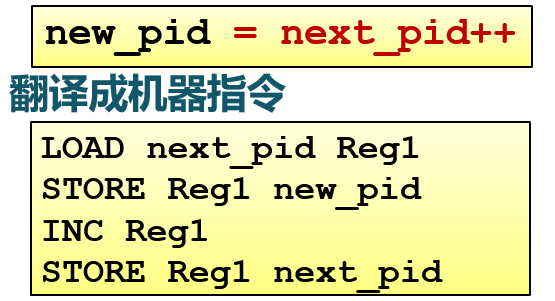 new_pid = next_pid++
翻译成机器指令
LOAD next_pid Reg1
STORE Reg1 new_pid
INC Reg1
STORE Reg1 next_pid